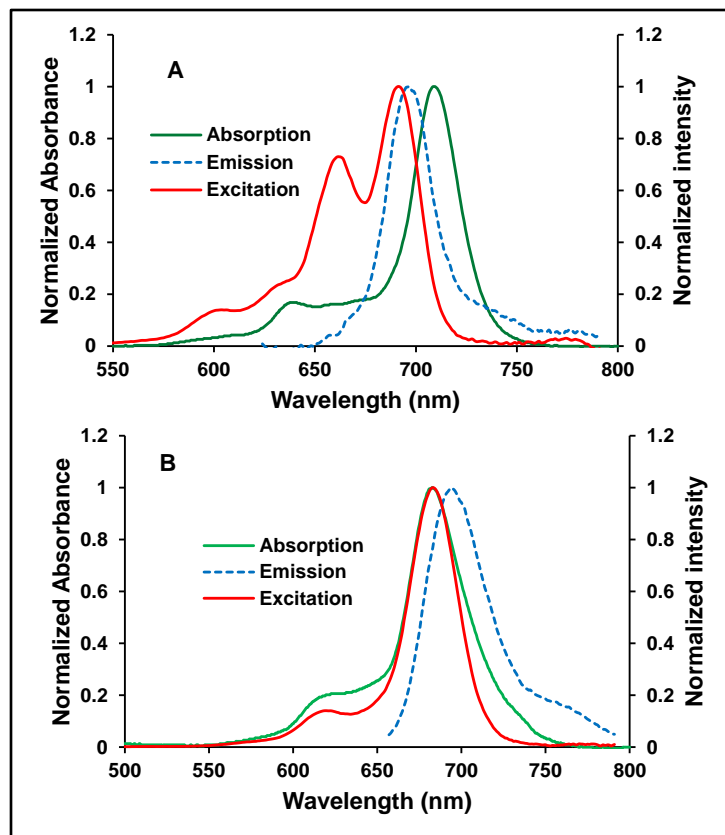 A
Absorption
Emission
Excitation
Normalized Absorbance
Normalized intensity
0
0.2
0.4
0.6
0.8
1
1.2
0
0.2
0.4
0.6
0.8
1
1.2
550 600 650 700 750 800
Wavelength (nm)
B
Absorption
Emission
Excitation
Normalized Absorbance
Normalized intensity
0
0.2
0.4
0.6
0.8
1
1.2
0
0.2
0.4
0.6
0.8
1
1.2
500 550 600 650 700 750 800
Wavelength (nm)